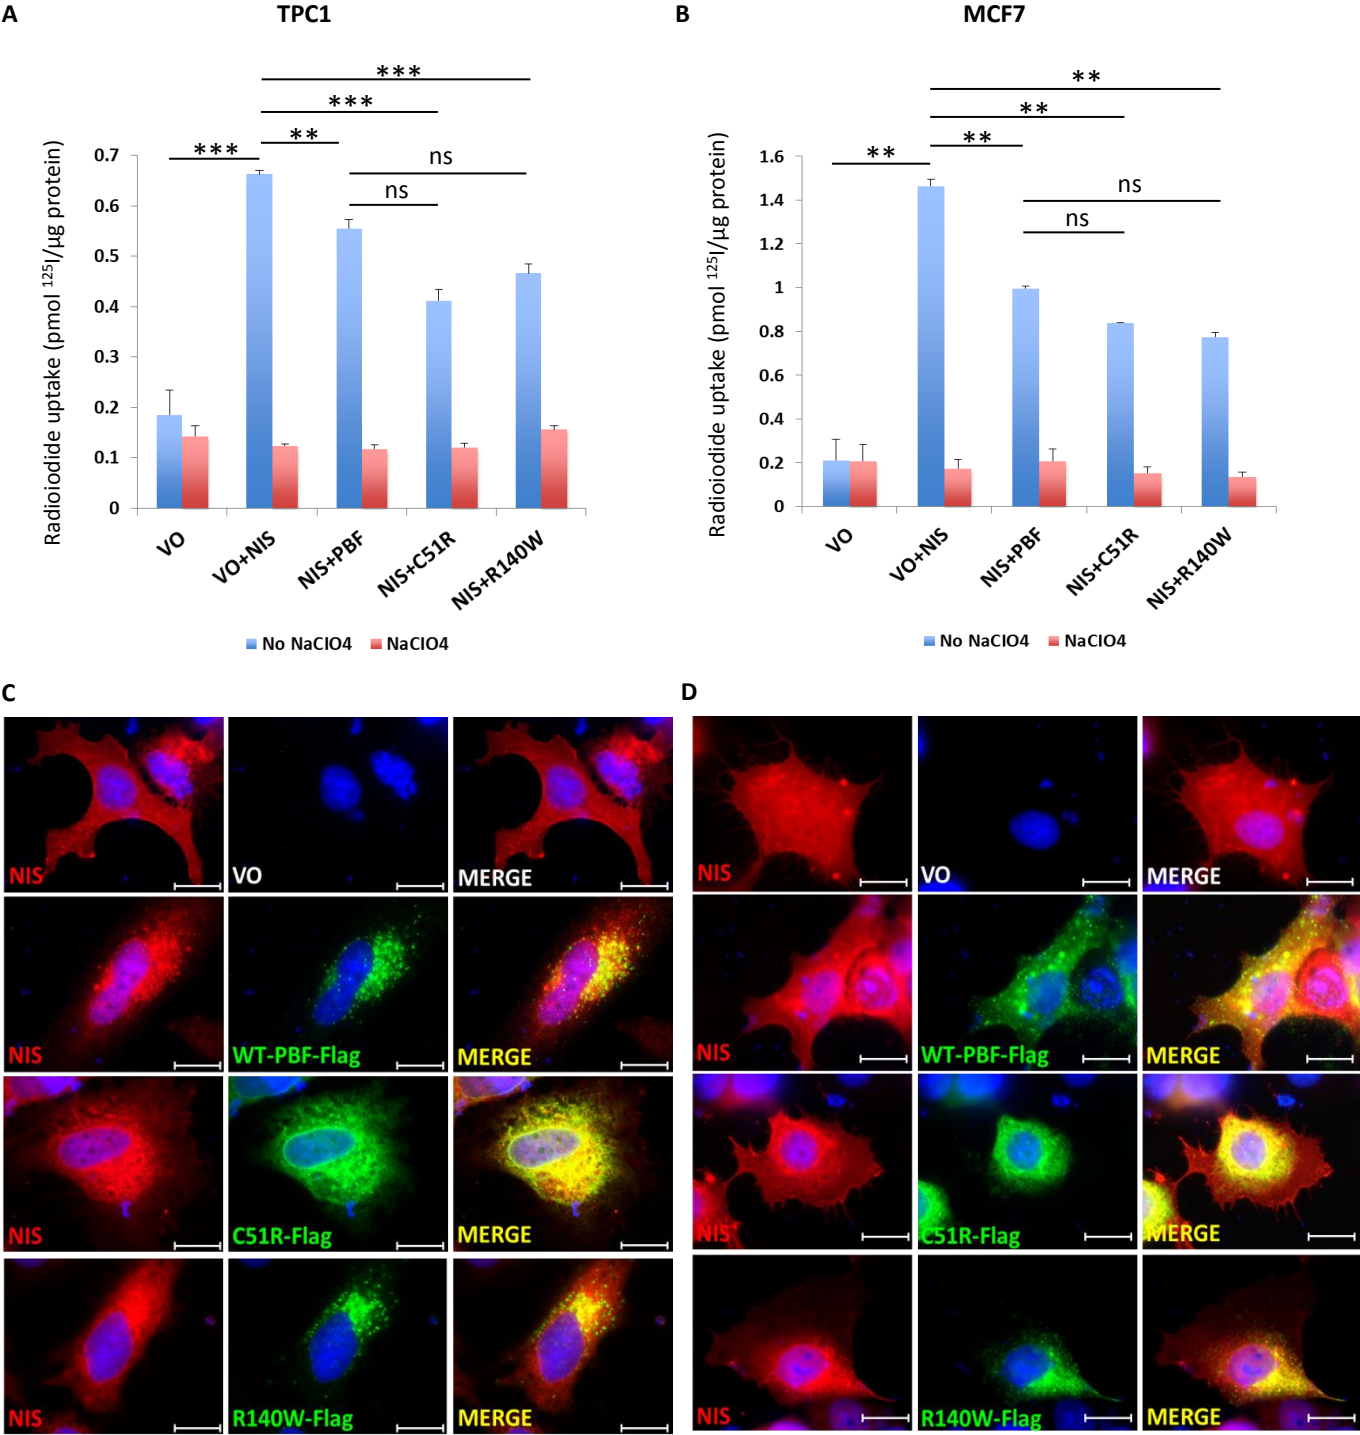 A
TPC1
B
MCF7
***
***
**
***
ns
ns
Radioiodide uptake (pmol ¹²⁵I/µg protein)
0.7
0.6
0.5
0.4
0.3
0.2
0.1
0
VO
VO+NIS
NIS+PBF
NIS+C51R
NIS+R140W
No NaClO4
NaClO4
**
**
**
**
ns
ns
Radioiodide uptake (pmol ¹²⁵I/µg protein)
1.6
1.4
1.2
1
0.8
0.6
0.4
0.2
0
VO
VO+NIS
NIS+PBF
NIS+C51R
NIS+R140W
No NaClO4
NaClO4
C
NIS
VO
MERGE
NIS
WT-PBF-Flag
MERGE
NIS
C51R-Flag
MERGE
NIS
R140W-Flag
MERGE
D
NIS
VO
MERGE
NIS
WT-PBF-Flag
MERGE
NIS
C51R-Flag
MERGE
NIS
R140W-Flag
MERGE